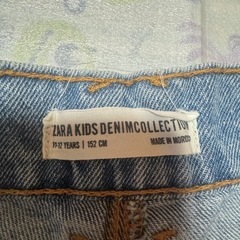 ZARA KIDS DENIMCOLLECTION
11-12 YEARS | 152 CM
MADE IN MOROCCO